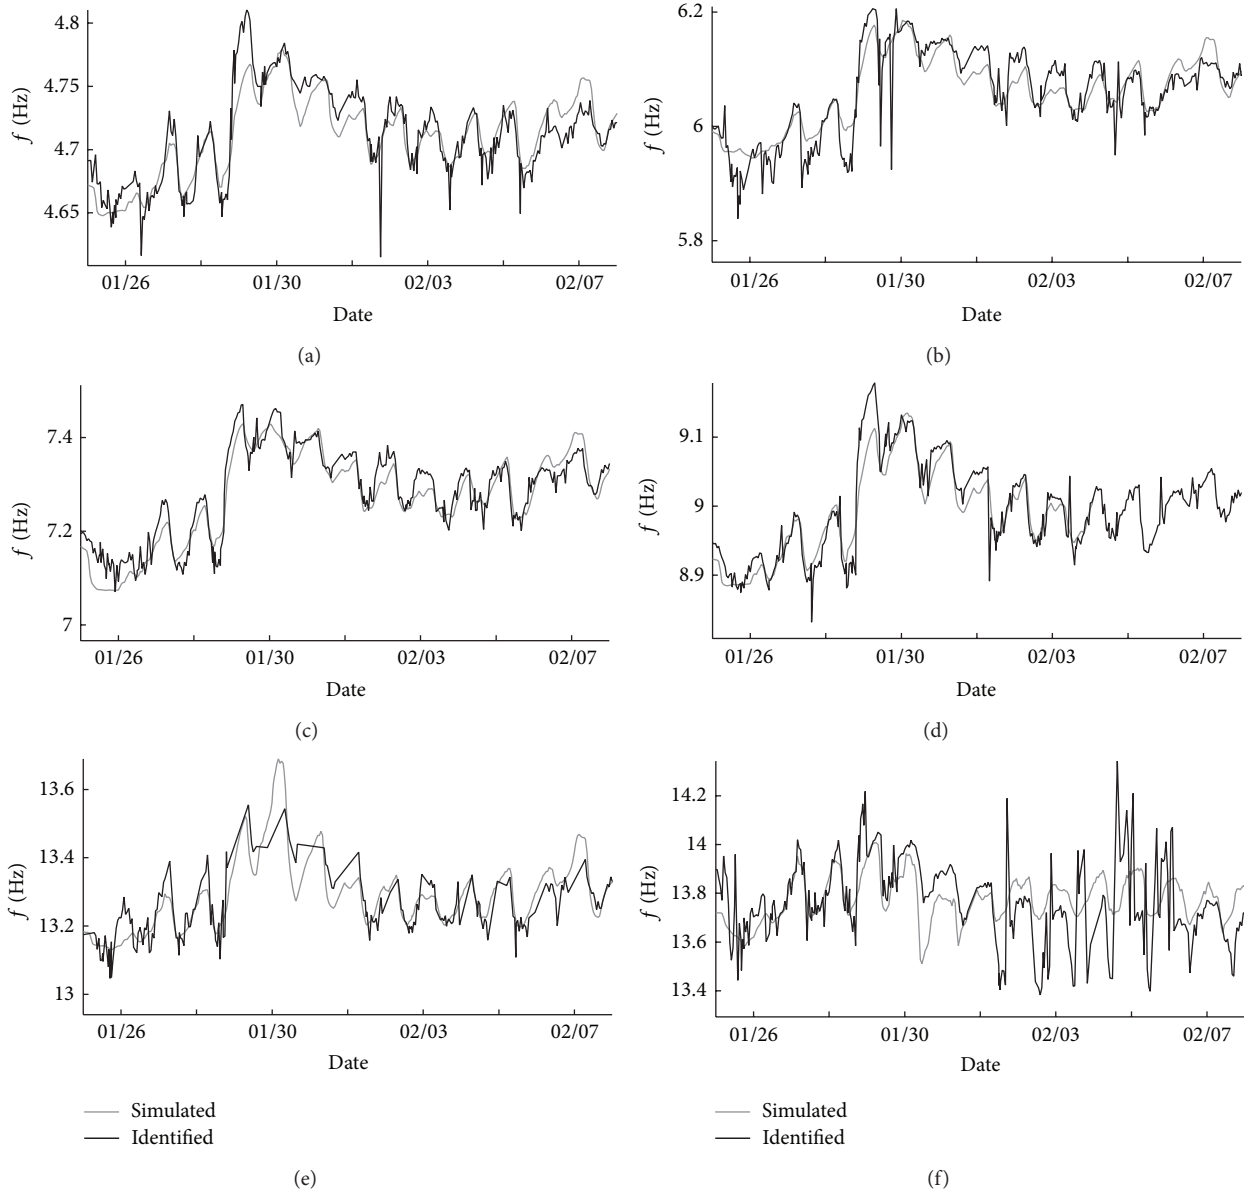 4.8
4.75
4.7
4.65
f (Hz)
01/26 01/30 02/03 02/07
Date
(a)
6.2
6
5.8
f (Hz)
01/26 01/30 02/03 02/07
Date
(b)
7.4
7.2
7
f (Hz)
01/26 01/30 02/03 02/07
Date
(c)
9.1
9
8.9
f (Hz)
01/26 01/30 02/03 02/07
Date
(d)
13.6
13.4
13.2
13
f (Hz)
01/26 01/30 02/03 02/07
Date
Simulated
Identified
(e)
14.2
14
13.8
13.6
13.4
f (Hz)
01/26 01/30 02/03 02/07
Date
Simulated
Identified
(f)